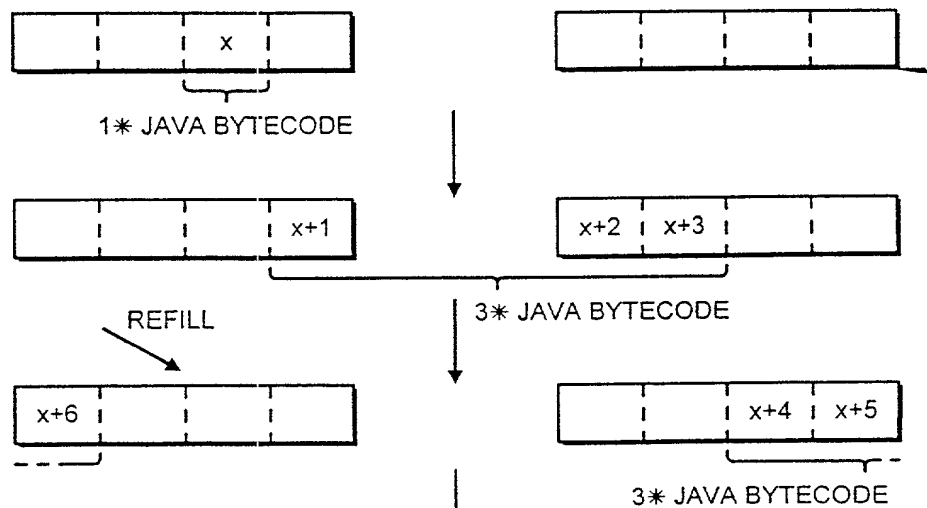 x
1* JAVA BYTECODE
x+1 x+2 x+3
3* JAVA BYTECODE
REFILL
x+6 x+4 x+5
3* JAVA BYTECODE